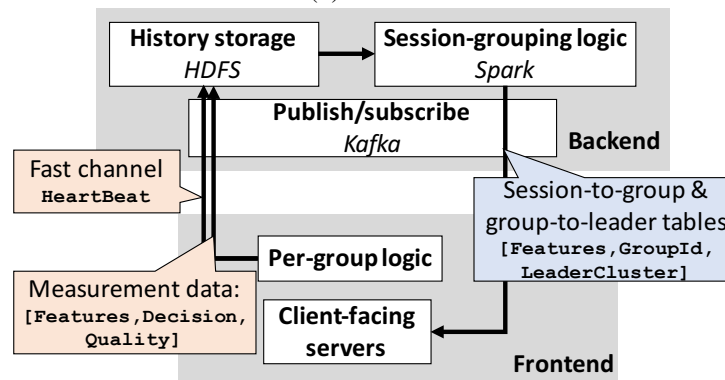 History storage
HDFS
Session-grouping logic
Spark
Publish/subscribe
Kafka
Backend
Fast channel
HeartBeat
Session-to-group &
group-to-leader tables
[Features,GroupId,
LeaderCluster]
Per-group logic
Measurement data:
[Features,Decision,
Quality]
Client-facing
servers
Frontend